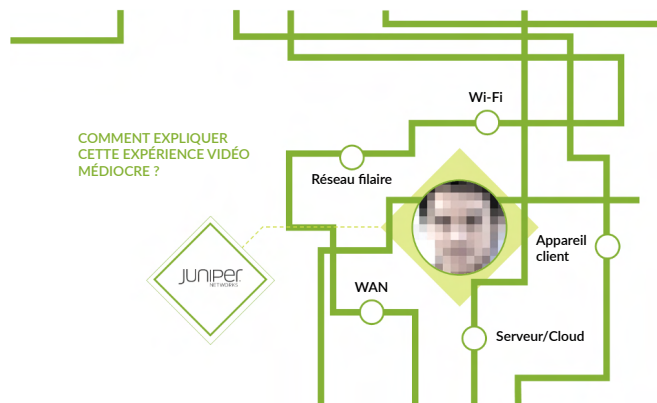 Wi-Fi
COMMENT EXPLIQUER
CETTE EXPÉRIENCE VIDÉO
MÉDIOCRE ?
Réseau filaire
Appareil
client
JUNIPER
NETWORKS
WAN
Serveur/Cloud